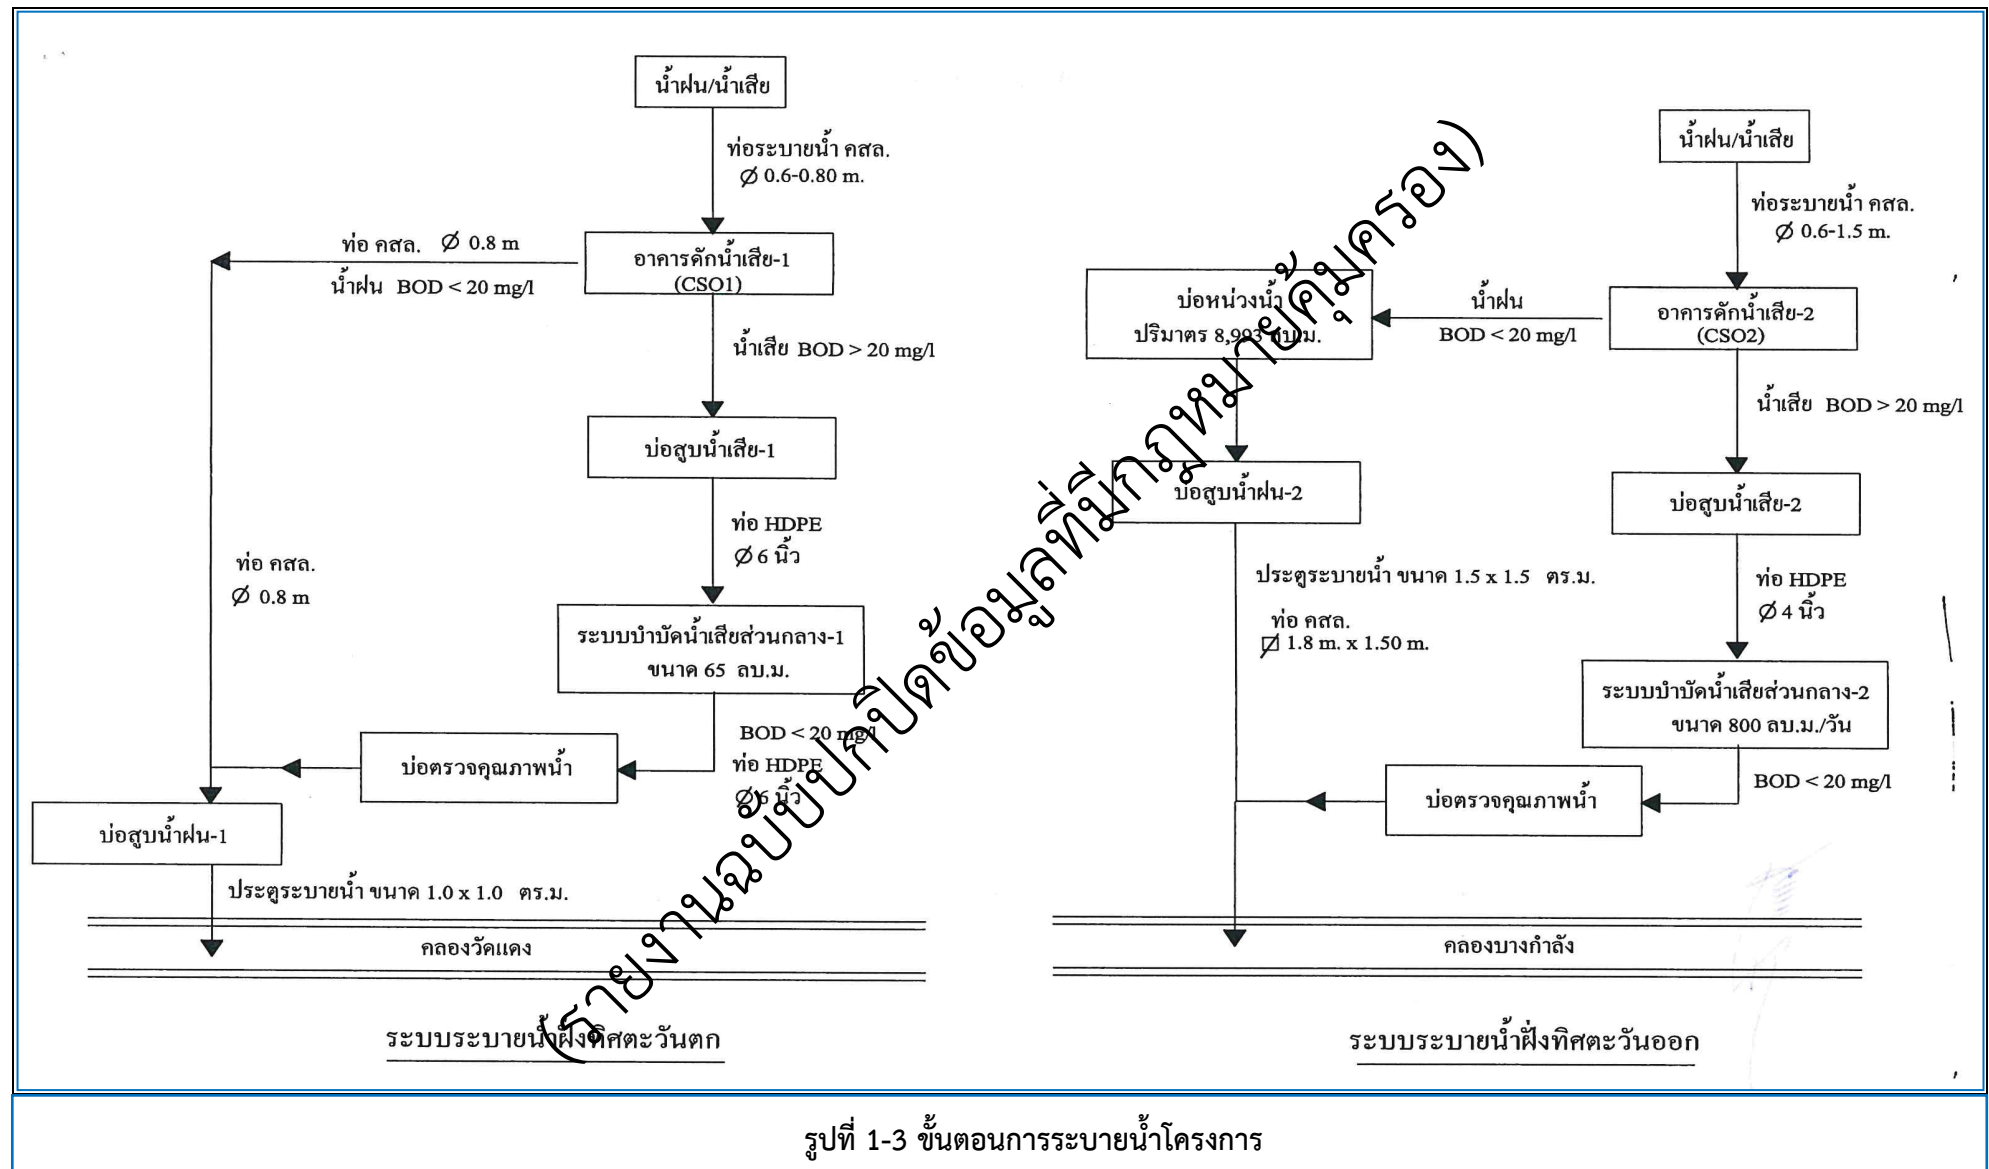 น้ำฝน/น้ำเสีย
ท่อระบายน้ำ คสล.
Ø 0.6-0.80 m.
อาคารดักน้ำเสีย-1
(CSO1)
ท่อ คสล. Ø 0.8 m
น้ำฝน BOD < 20 mg/l
น้ำเสีย BOD > 20 mg/l
บ่อสูบน้ำเสีย-1
ท่อ HDPE
Ø 6 นิ้ว
ท่อ คสล.
Ø 0.8 m
ระบบบำบัดน้ำเสียส่วนกลาง-1
ขนาด 65 ลบ.ม.
BOD < 20 mg/l
ท่อ HDPE
Ø 6 นิ้ว
บ่อตรวจคุณภาพน้ำ
บ่อสูบน้ำฝน-1
ประตูระบายน้ำ ขนาด 1.0 x 1.0 ตร.ม.
คลองวัดแดง
ระบบระบายน้ำฝั่งทิศตะวันตก
น้ำฝน/น้ำเสีย
ท่อระบายน้ำ คสล.
Ø 0.6-1.5 m.
อาคารดักน้ำเสีย-2
(CSO2)
น้ำฝน
BOD < 20 mg/l
บ่อหน่วงน้ำ
ปริมาตร 8,993 ลบ.ม.
น้ำเสีย BOD > 20 mg/l
บ่อสูบน้ำฝน-2
บ่อสูบน้ำเสีย-2
ประตูระบายน้ำ ขนาด 1.5 x 1.5 ตร.ม.
ท่อ คสล.
1.8 m. x 1.50 m.
ท่อ HDPE
Ø 4 นิ้ว
ระบบบำบัดน้ำเสียส่วนกลาง-2
ขนาด 800 ลบ.ม./วัน
BOD < 20 mg/l
บ่อตรวจคุณภาพน้ำ
คลองบางกำลัง
ระบบระบายน้ำฝั่งทิศตะวันออก
(รายงานฉบับปกปิดข้อมูลที่มีกฎหมายคุ้มครอง)
รูปที่ 1-3 ขั้นตอนการระบายน้ำโครงการ